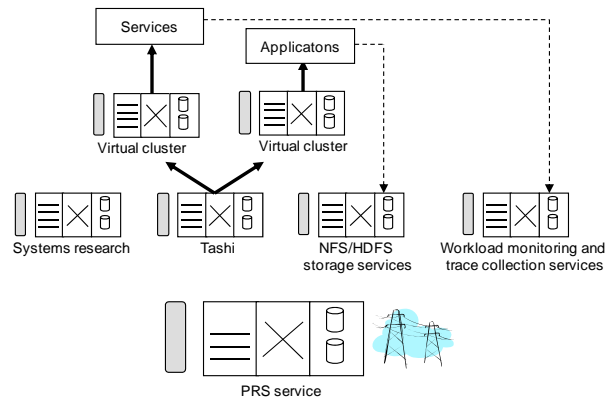 Services
Applicatons
Virtual cluster
Virtual cluster
Systems research
Tashi
NFS/HDFS
storage services
Workload monitoring and
trace collection services
PRS service